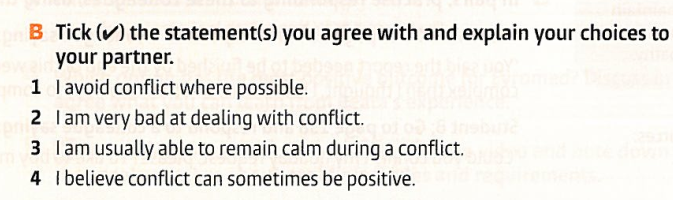 B Tick (✔) the statement(s) you agree with and explain your choices to
your partner.
1 I avoid conflict where possible.
2 I am very bad at dealing with conflict.
3 I am usually able to remain calm during a conflict.
4 I believe conflict can sometimes be positive.